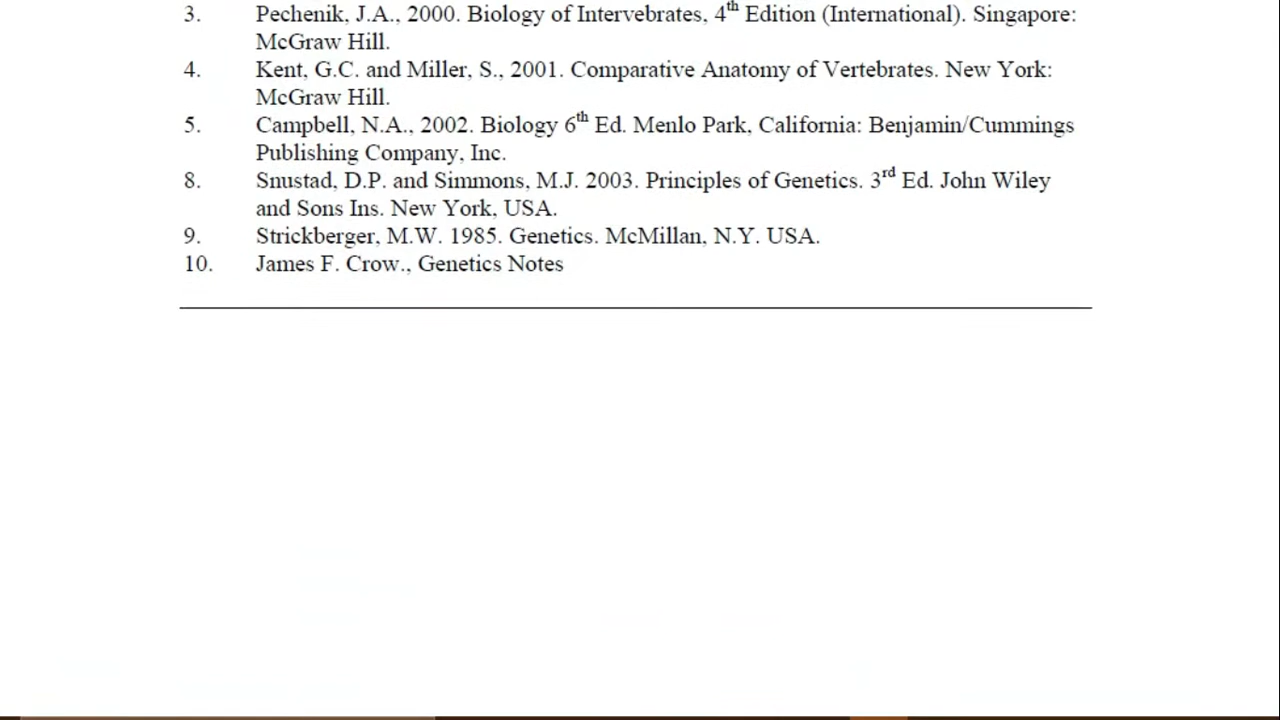 3. Pechenik, J.A., 2000. Biology of Intervebrates, 4th Edition (International). Singapore:
McGraw Hill.
4. Kent, G.C. and Miller, S., 2001. Comparative Anatomy of Vertebrates. New York:
McGraw Hill.
5. Campbell, N.A., 2002. Biology 6th Ed. Menlo Park, California: Benjamin/Cummings
Publishing Company, Inc.
8. Snustad, D.P. and Simmons, M.J. 2003. Principles of Genetics. 3rd Ed. John Wiley
and Sons Ins. New York, USA.
9. Strickberger, M.W. 1985. Genetics. McMillan, N.Y. USA.
10. James F. Crow., Genetics Notes